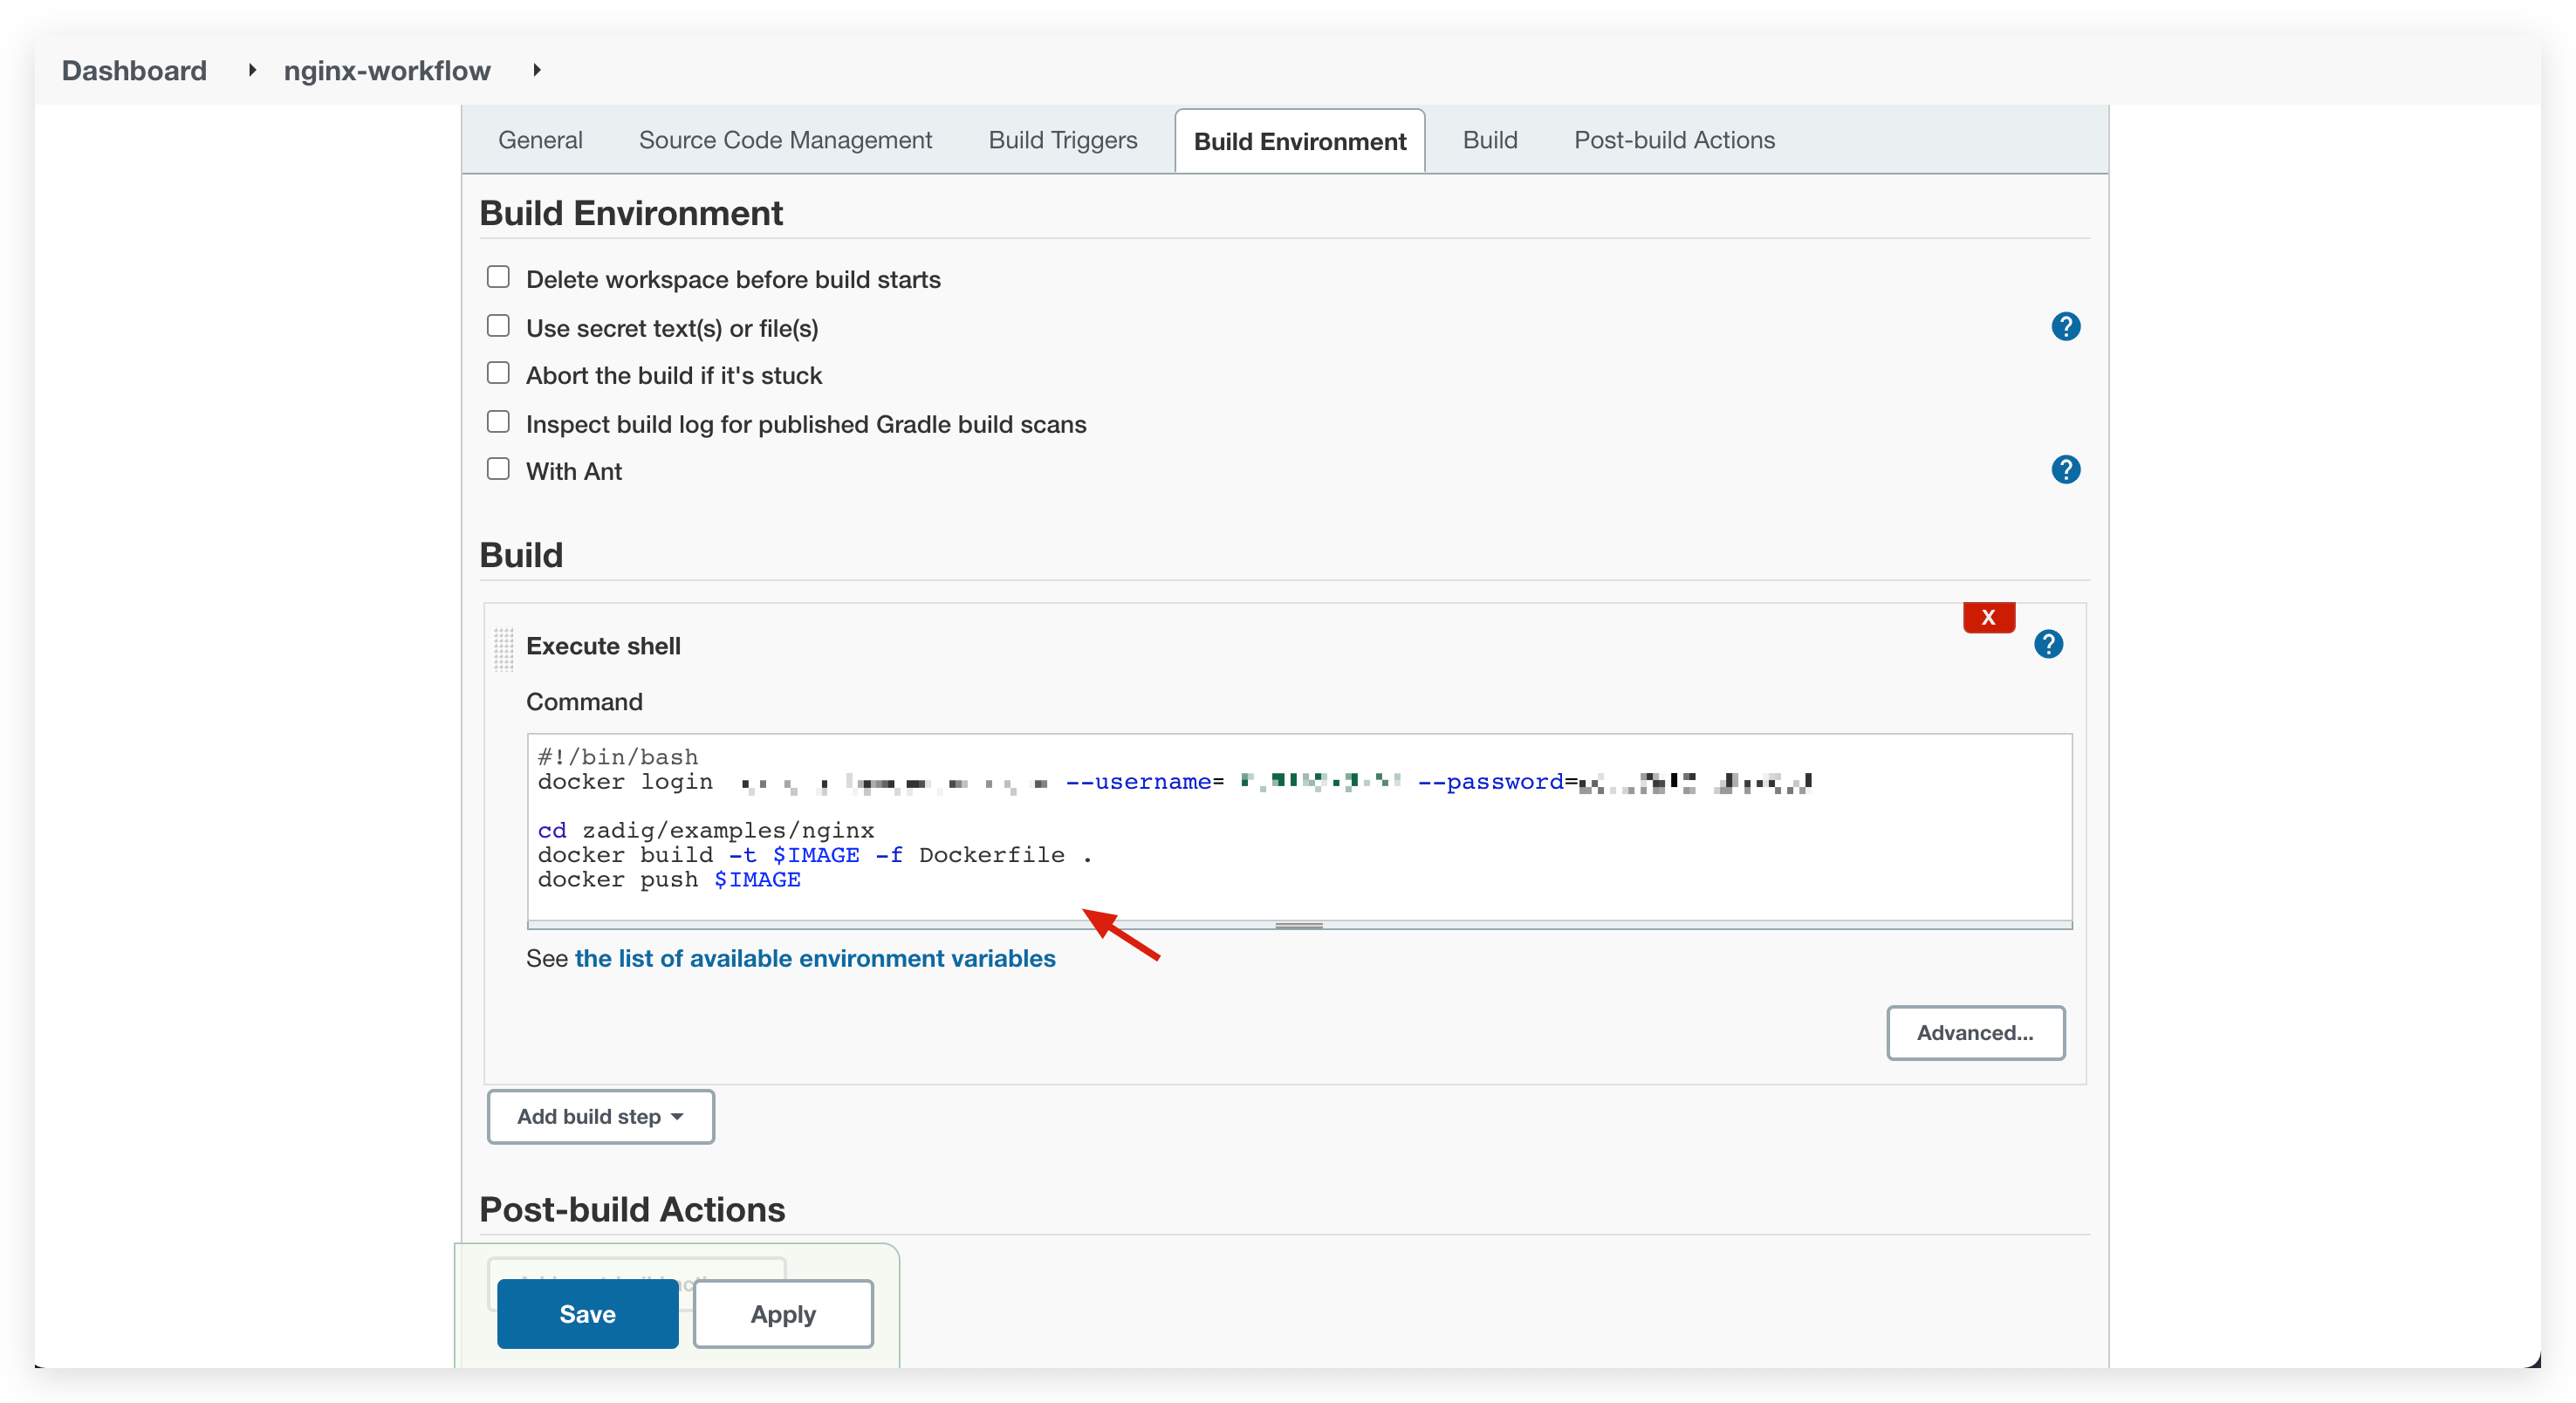 Dashboard nginx-workflow
General Source Code Management Build Triggers Build Environment Build Post-build Actions
Build Environment
Delete workspace before build starts
Use secret text(s) or file(s) ?
Abort the build if it's stuck
Inspect build log for published Gradle build scans
With Ant ?
Build
X
Execute shell ?
Command
#!/bin/bash
docker login --username= --password=
cd zadig/examples/nginx
docker build -t $IMAGE -f Dockerfile .
docker push $IMAGE
See the list of available environment variables
Advanced...
Add build step
Post-build Actions
Save Apply